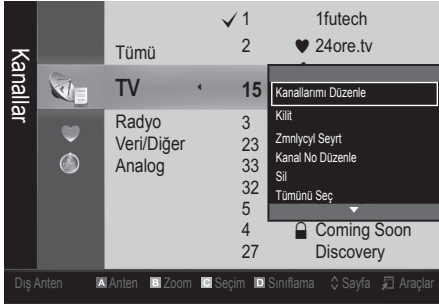 Kanallar
✓ 1 1futech
Tümü 2 ♥ 24ore.tv
TV 15
Radyo 3
Veri/Diğer 23
Analog 33
32
5
4 Coming Soon
27 Discovery
Kanallarımı Düzenle
Kilit
Zmnlycyl Seyrt
Kanal No Düzenle
Sil
Tümünü Seç
Dış Anten A Anten B Zoom C Seçim D Sınıflama Sayfa Araçlar